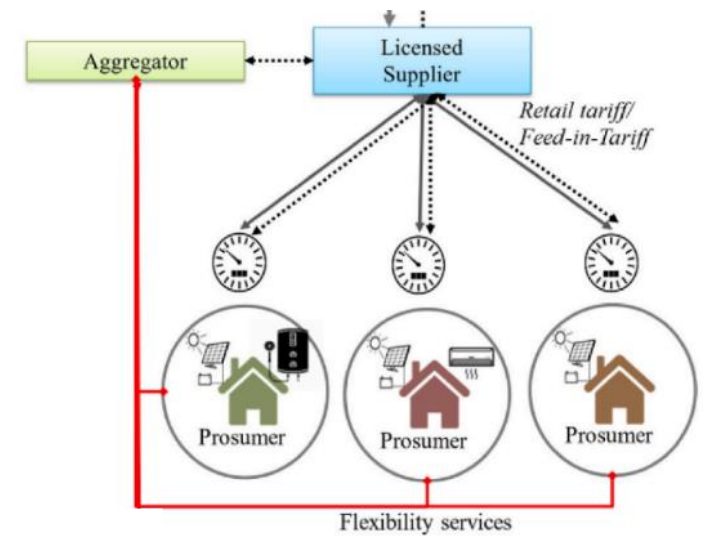 Aggregator
Licensed
Supplier
Retail tariff/
Feed-in-Tariff
Prosumer
Prosumer
Prosumer
Flexibility services